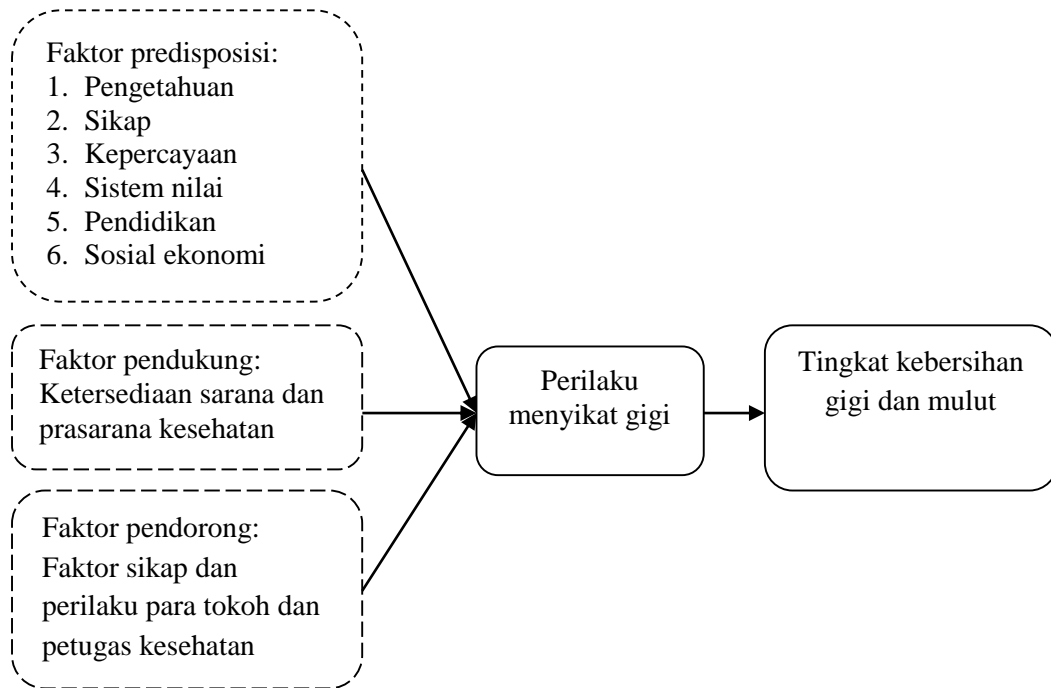 Faktor predisposisi:
1. Pengetahuan
2. Sikap
3. Kepercayaan
4. Sistem nilai
5. Pendidikan
6. Sosial ekonomi
Faktor pendukung:
Ketersediaan sarana dan
prasarana kesehatan
Faktor pendorong:
Faktor sikap dan
perilaku para tokoh dan
petugas kesehatan
Perilaku
menyikat gigi
Tingkat kebersihan
gigi dan mulut